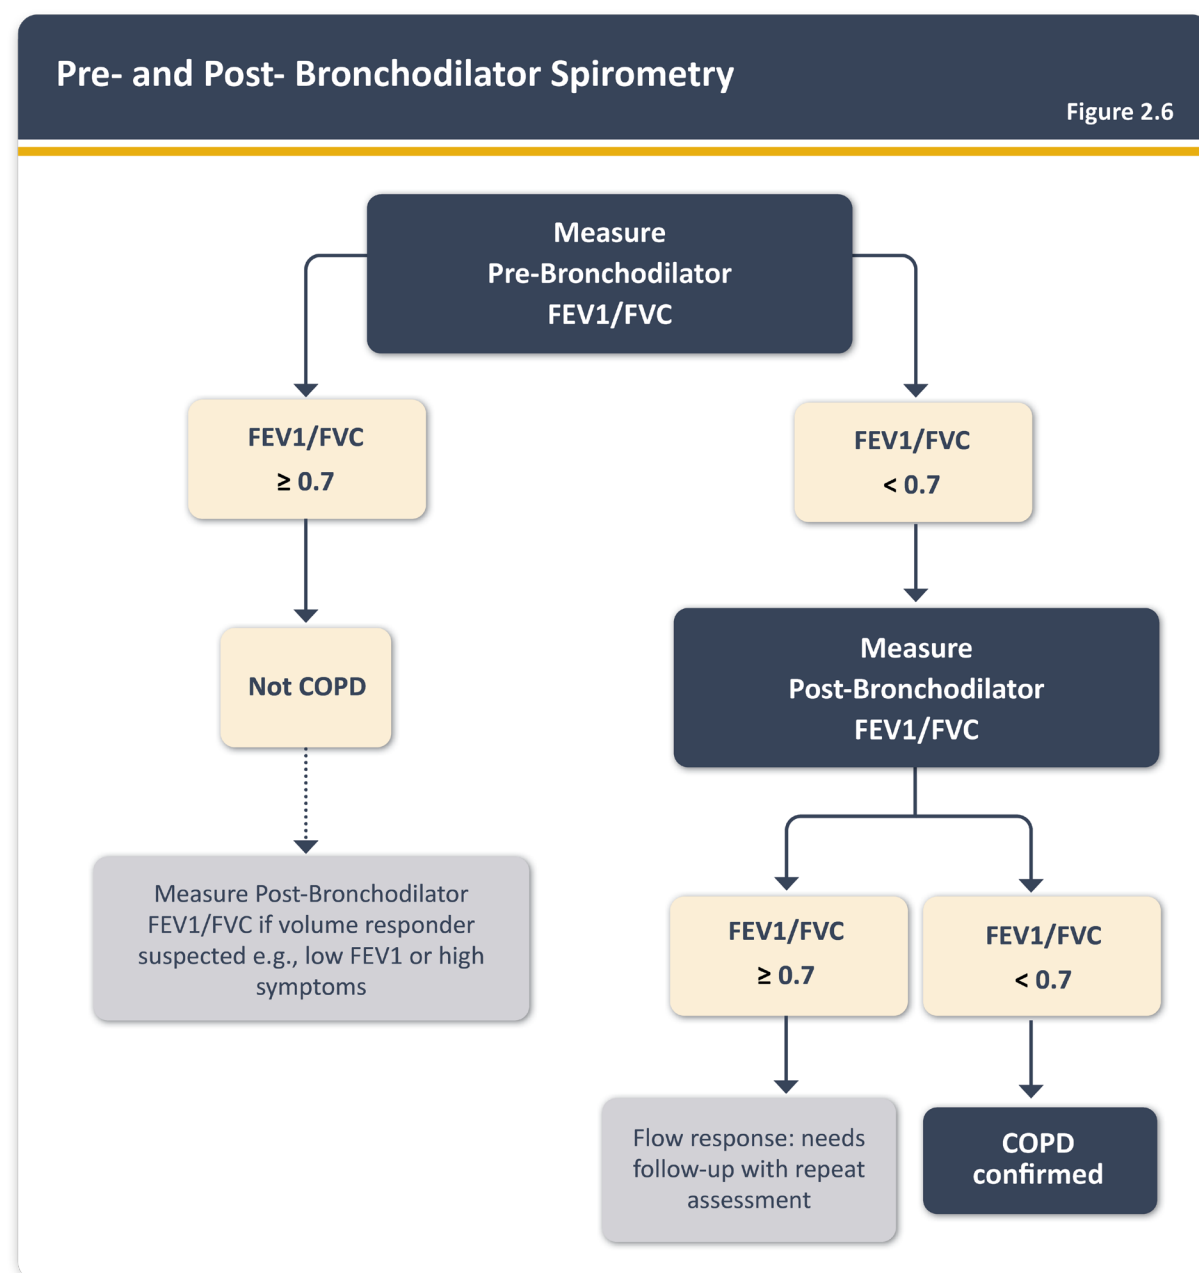 Pre- and Post- Bronchodilator Spirometry
Figure 2.6
Measure
Pre-Bronchodilator
FEV1/FVC
FEV1/FVC
≥ 0.7
FEV1/FVC
< 0.7
Not COPD
Measure
Post-Bronchodilator
FEV1/FVC
Measure Post-Bronchodilator
FEV1/FVC if volume responder
suspected e.g., low FEV1 or high
symptoms
FEV1/FVC
≥ 0.7
FEV1/FVC
< 0.7
Flow response: needs
follow-up with repeat
assessment
COPD
confirmed